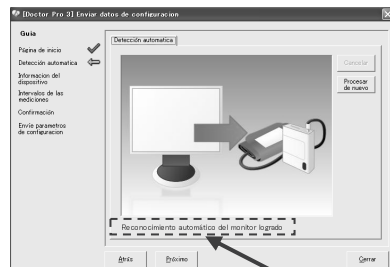 [Doctor Pro 3] Enviar datos de configuracion
Guía
Página de inicio
Detección automatica
Informacion del
dispositivo
Intervalos de las
mediciones
Confirmación
Envíe parametros
de configuracion
Detección automatica
Cancelar
Procesar
de nuevo
Reconocimiento automático del monitor logrado
Atrás
Próximo
Cerrar